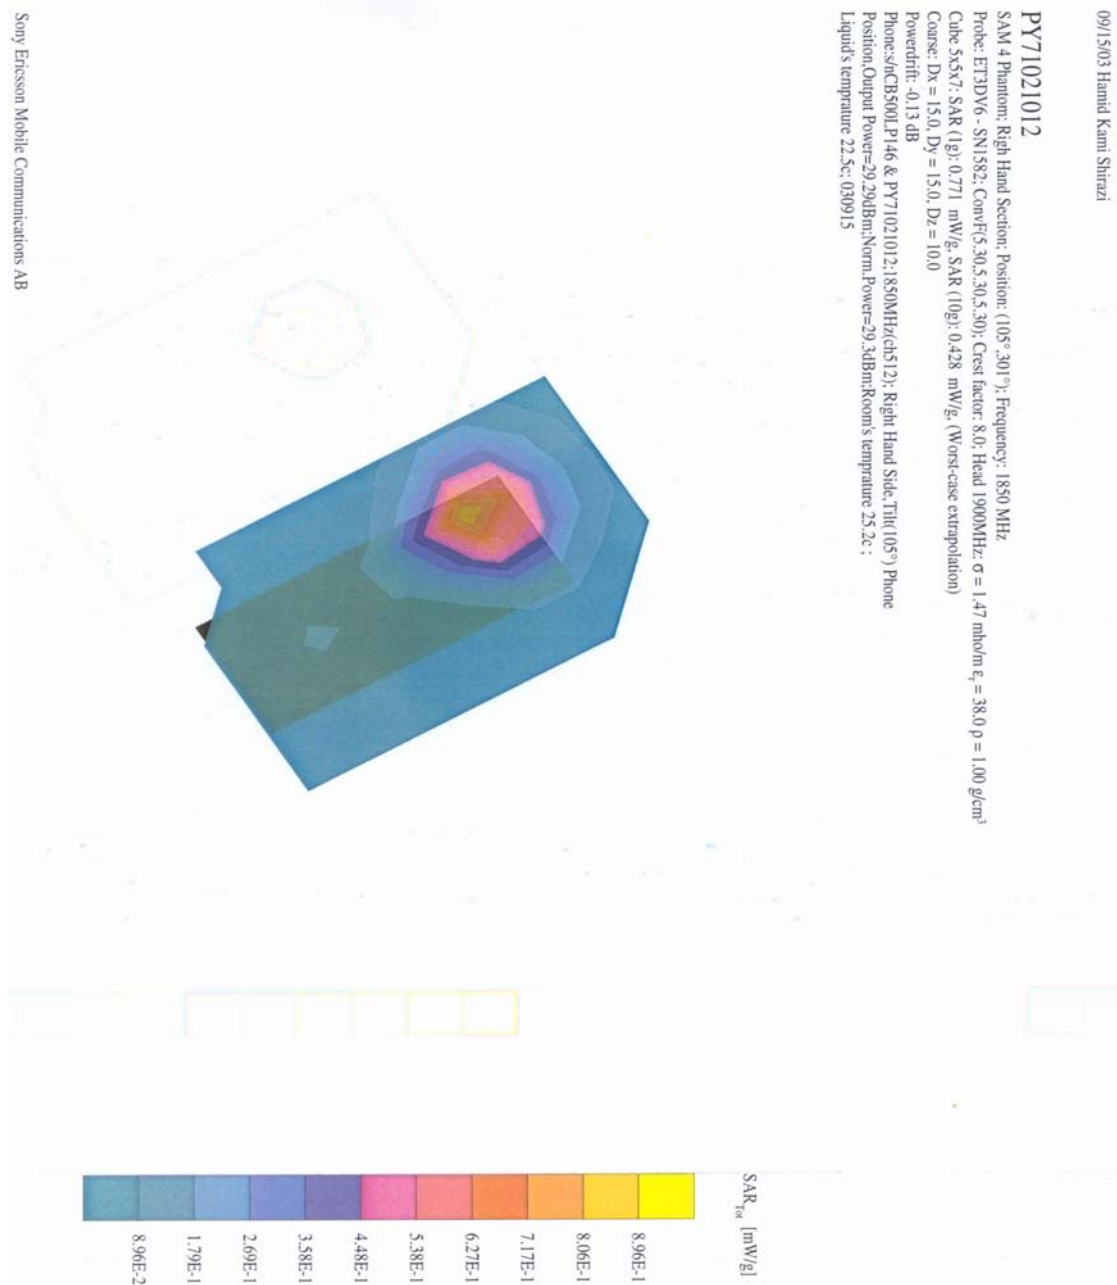 09/15/03 Hamid Kami Shirazi
PY71021012
SAM 4 Phantom; Righ Hand Section; Position: (105°,301°); Frequency: 1850 MHz
Probe: ET3DV6 - SN1582; ConvF(5.30,5.30,5.30); Crest factor: 8.0; Head 1900MHz: σ = 1.47 mho/m εr = 38.0 ρ = 1.00 g/cm³
Cube 5x5x7: SAR (1g): 0.771 mW/g, SAR (10g): 0.428 mW/g, (Worst-case extrapolation)
Coarse: Dx = 15.0, Dy = 15.0, Dz = 10.0
Powerdrift: -0.13 dB
Phone:s/nCB500LP146 & PY71021012;1850MHz(ch512); Right Hand Side,Tilt(105°) Phone
Position,Output Power=29.29dBm;Norm.Power=29.3dBm;Room's temprature 25.2c ;
Liquid's temprature 22.5c; 030915
SARTot [mW/g]
8.96E-1
8.06E-1
7.17E-1
6.27E-1
5.38E-1
4.48E-1
3.58E-1
2.69E-1
1.79E-1
8.96E-2
Sony Ericsson Mobile Communications AB